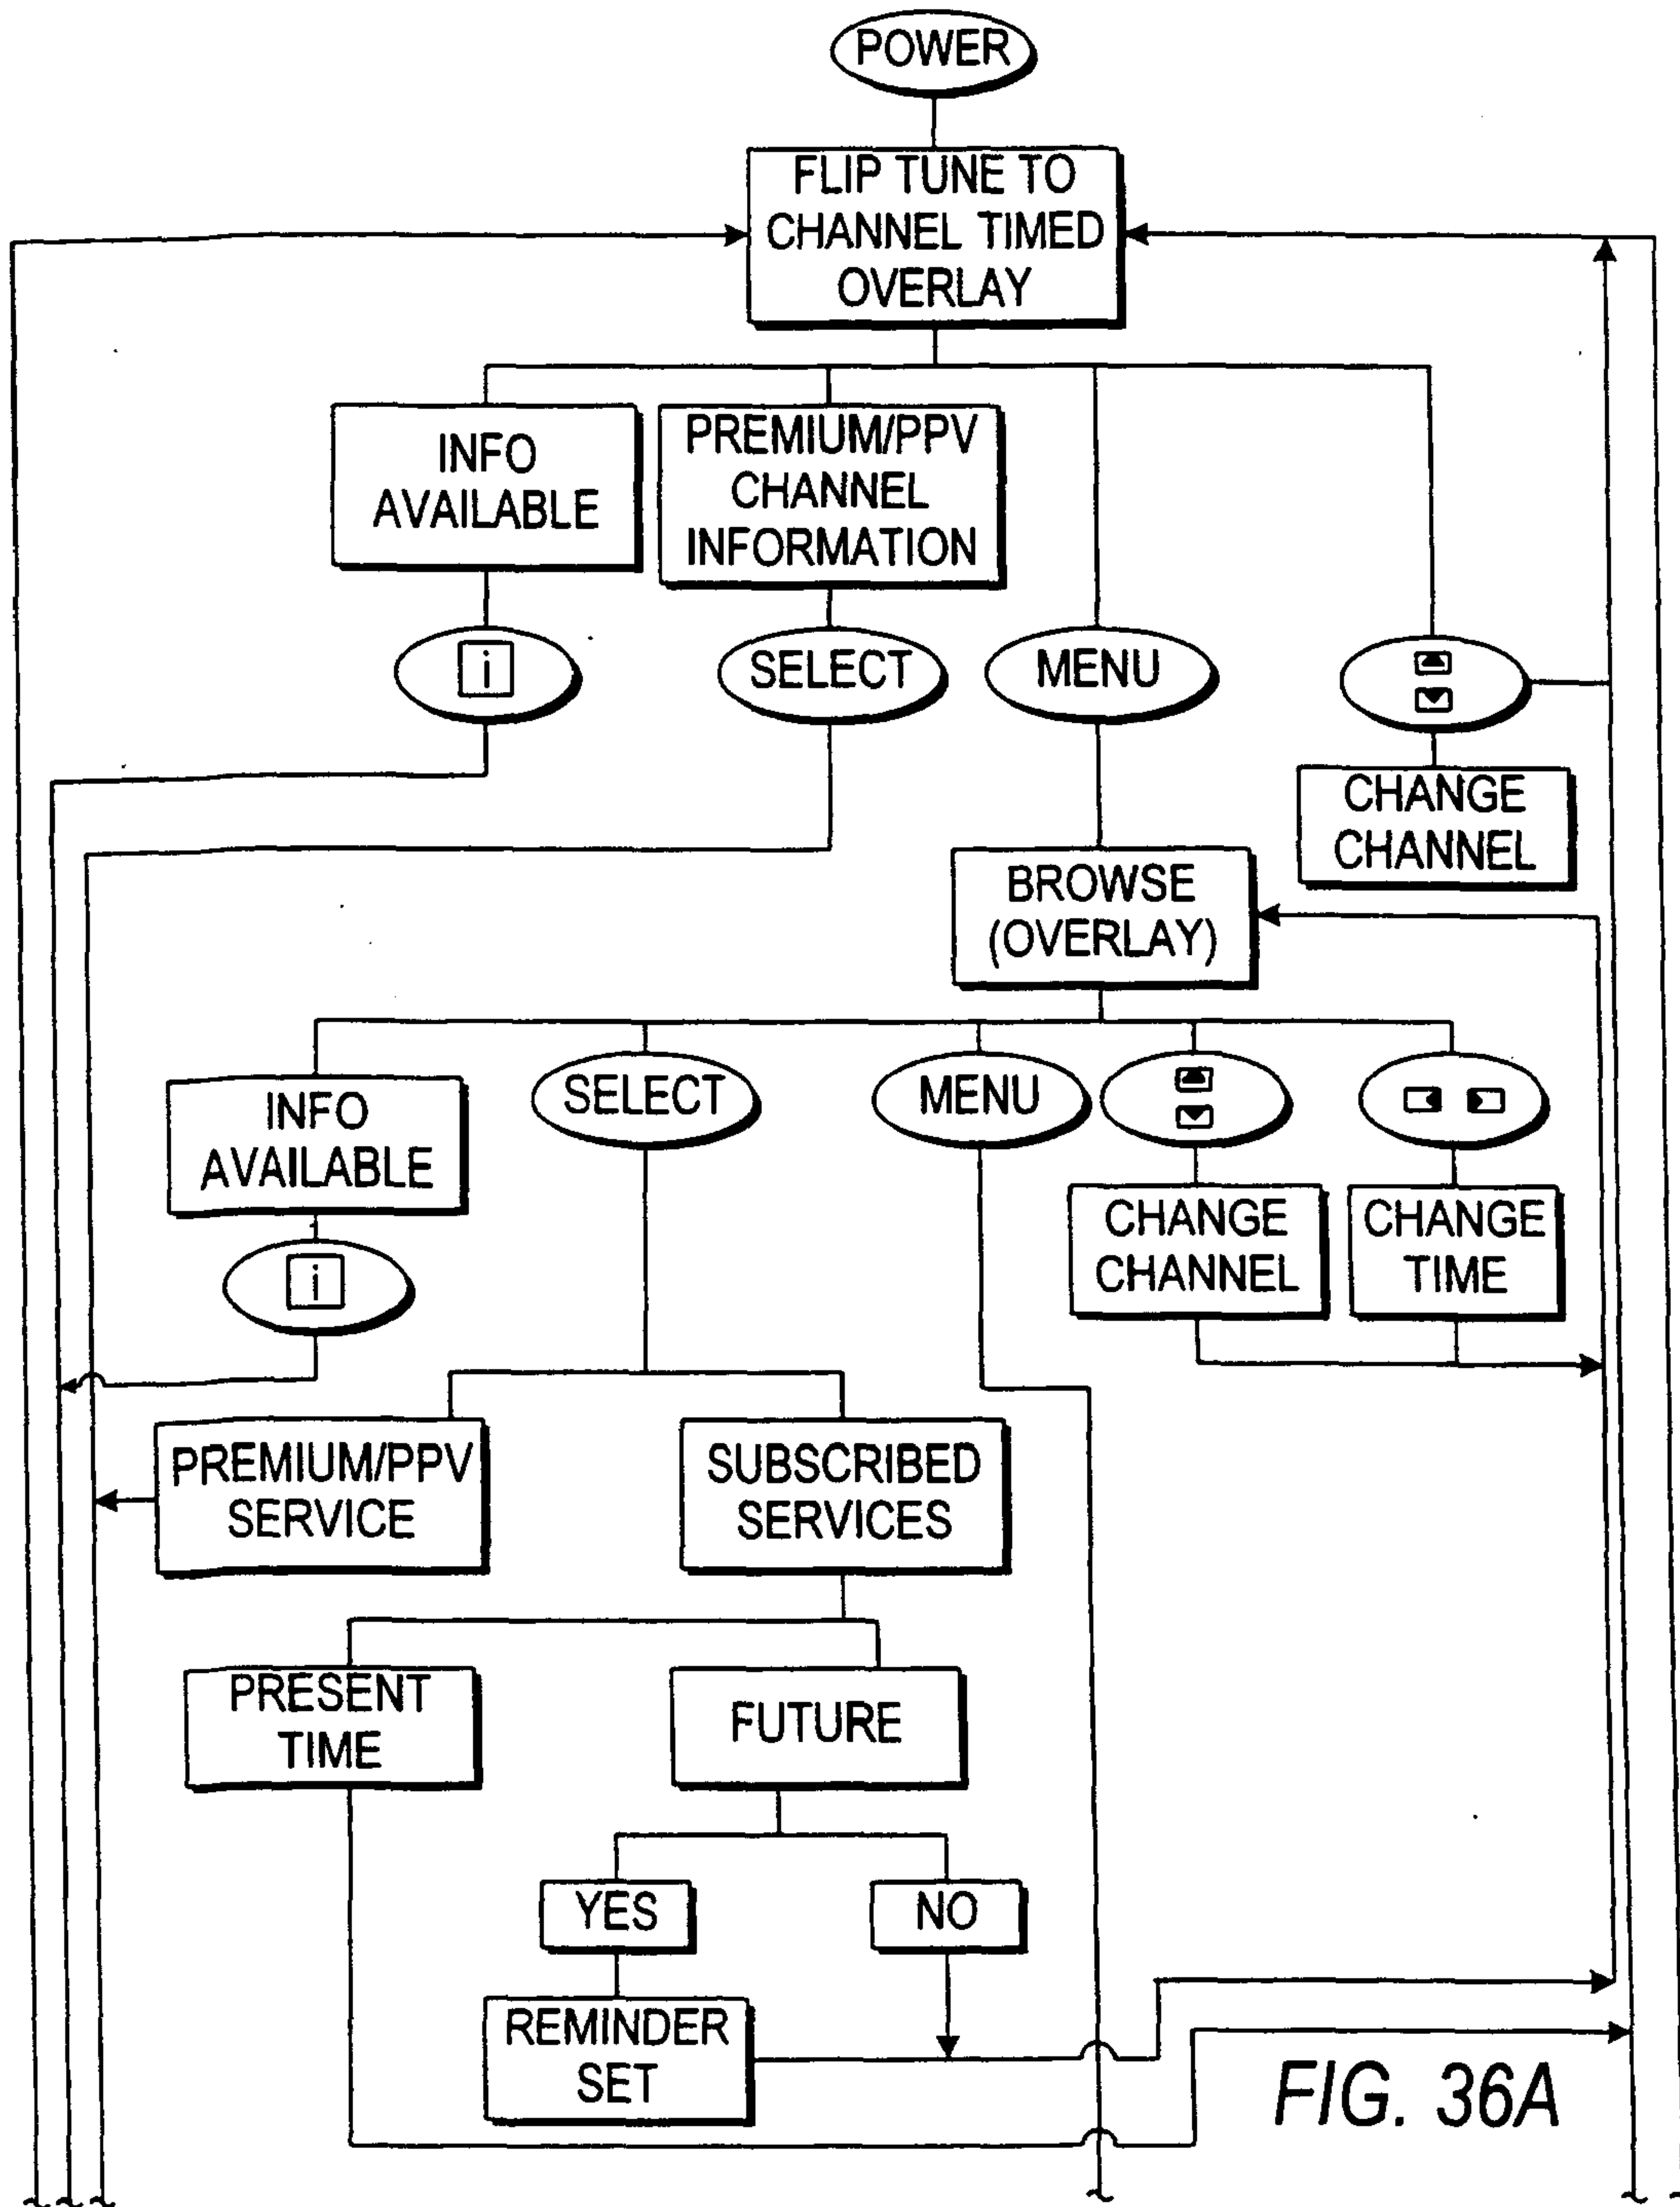 POWER
FLIP TUNE TO
CHANNEL TIMED
OVERLAY
INFO
AVAILABLE
PREMIUM/PPV
CHANNEL
INFORMATION
i
SELECT
MENU
CHANGE
CHANNEL
BROWSE
(OVERLAY)
INFO
AVAILABLE
SELECT
MENU
i
CHANGE
CHANNEL
CHANGE
TIME
PREMIUM/PPV
SERVICE
SUBSCRIBED
SERVICES
PRESENT
TIME
FUTURE
YES
NO
REMINDER
SET
FIG. 36A